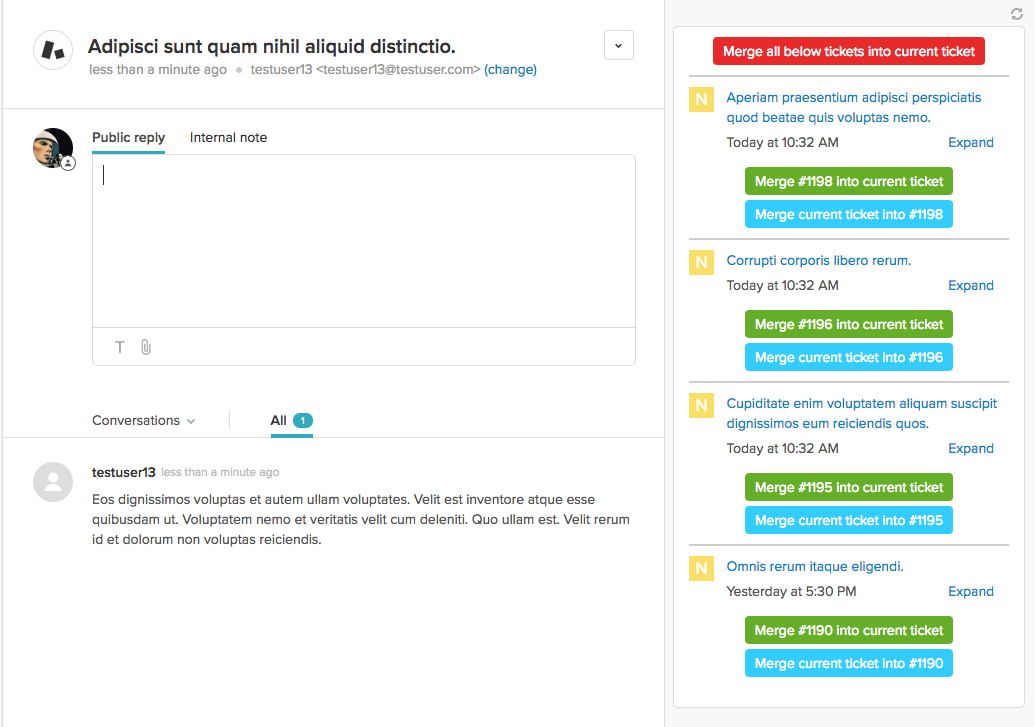 Adipisci sunt quam nihil aliquid distinctio.
less than a minute ago testuser13 <testuser13@testuser.com> (change)
Public reply Internal note
T
Conversations All 1
testuser13 less than a minute ago
Eos dignissimos voluptas et autem ullam voluptates. Velit est inventore atque esse
quibusdam ut. Voluptatem nemo et veritatis velit cum deleniti. Quo ullam est. Velit rerum
id et dolorum non voluptas reiciendis.
Merge all below tickets into current ticket
N
Aperiam praesentium adipisci perspiciatis
quod beatae quis voluptas nemo.
Today at 10:32 AM Expand
Merge #1198 into current ticket
Merge current ticket into #1198
N
Corrupti corporis libero rerum.
Today at 10:32 AM Expand
Merge #1196 into current ticket
Merge current ticket into #1196
N
Cupiditate enim voluptatem aliquam suscipit
dignissimos eum reiciendis quos.
Today at 10:32 AM Expand
Merge #1195 into current ticket
Merge current ticket into #1195
N
Omnis rerum itaque eligendi.
Yesterday at 5:30 PM Expand
Merge #1190 into current ticket
Merge current ticket into #1190